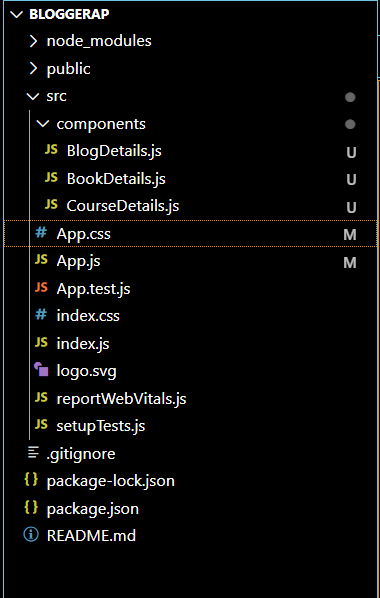 BLOGGERAP
node_modules
public
src
components
JS BlogDetails.js U
JS BookDetails.js U
JS CourseDetails.js U
# App.css M
JS App.js M
JS App.test.js
# index.css
JS index.js
logo.svg
JS reportWebVitals.js
JS setupTests.js
.gitignore
{} package-lock.json
{} package.json
README.md